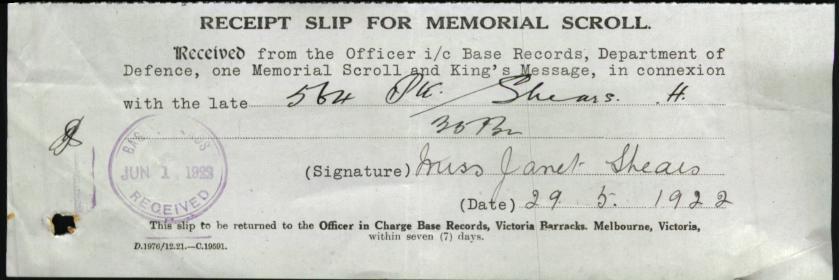 RECEIPT SLIP FOR MEMORIAL SCROLL.
Received from the Officer i/c Base Records, Department of
Defence, one Memorial Scroll and King's Message, in connexion
with the late 564 Pte. Shears. H.
30 Bn
JUN 1 1922
RECEIVED
(Signature) Miss Janet Shears
(Date) 29 5. 1922
This slip to be returned to the Officer in Charge Base Records, Victoria Barracks. Melbourne, Victoria,
within seven (7) days.
D.1976/12.21.—C.19591.